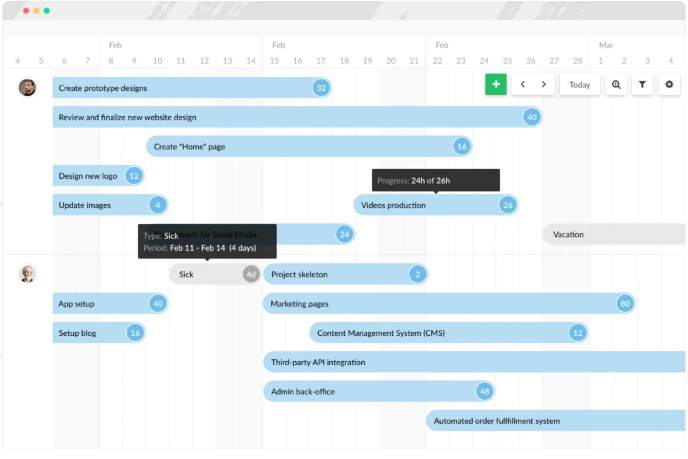 Feb Feb Feb Mar
4 5 6 7 8 9 10 11 12 13 14 15 16 17 18 19 20 21 22 23 24 25 26 27 28 1 2 3 4
Create prototype designs 32
+ < > Today
Review and finalize new website design 40
Create "Home" page 16
Design new logo 12
Progress: 24h of 26h
Update images 4
Videos production 26
assets for Social Media 24
Vacation
Type: Sick
Period: Feb 11 - Feb 14 (4 days)
Sick 4d
Project skeleton 2
App setup 40
Marketing pages 80
Setup blog 16
Content Management System (CMS) 12
Third-party API integration
Admin back-office 48
Automated order fullfillment system